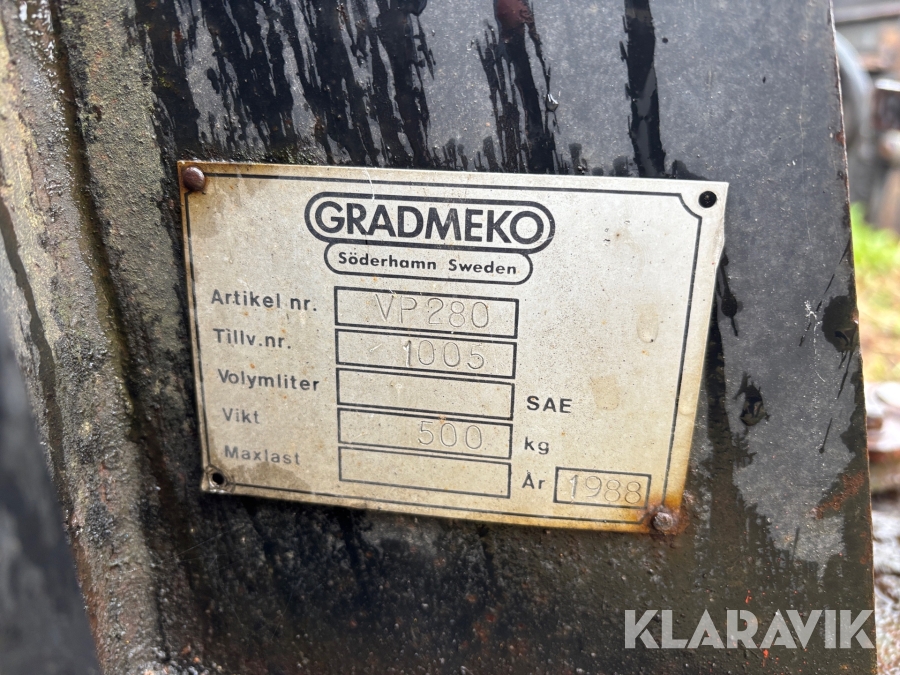 GRADMEKO
Söderhamn Sweden
Artikel nr. VP 280
Tillv.nr. 1005
Volymliter SAE
Vikt 500 kg
Maxlast
År 1988
KLARAVIK